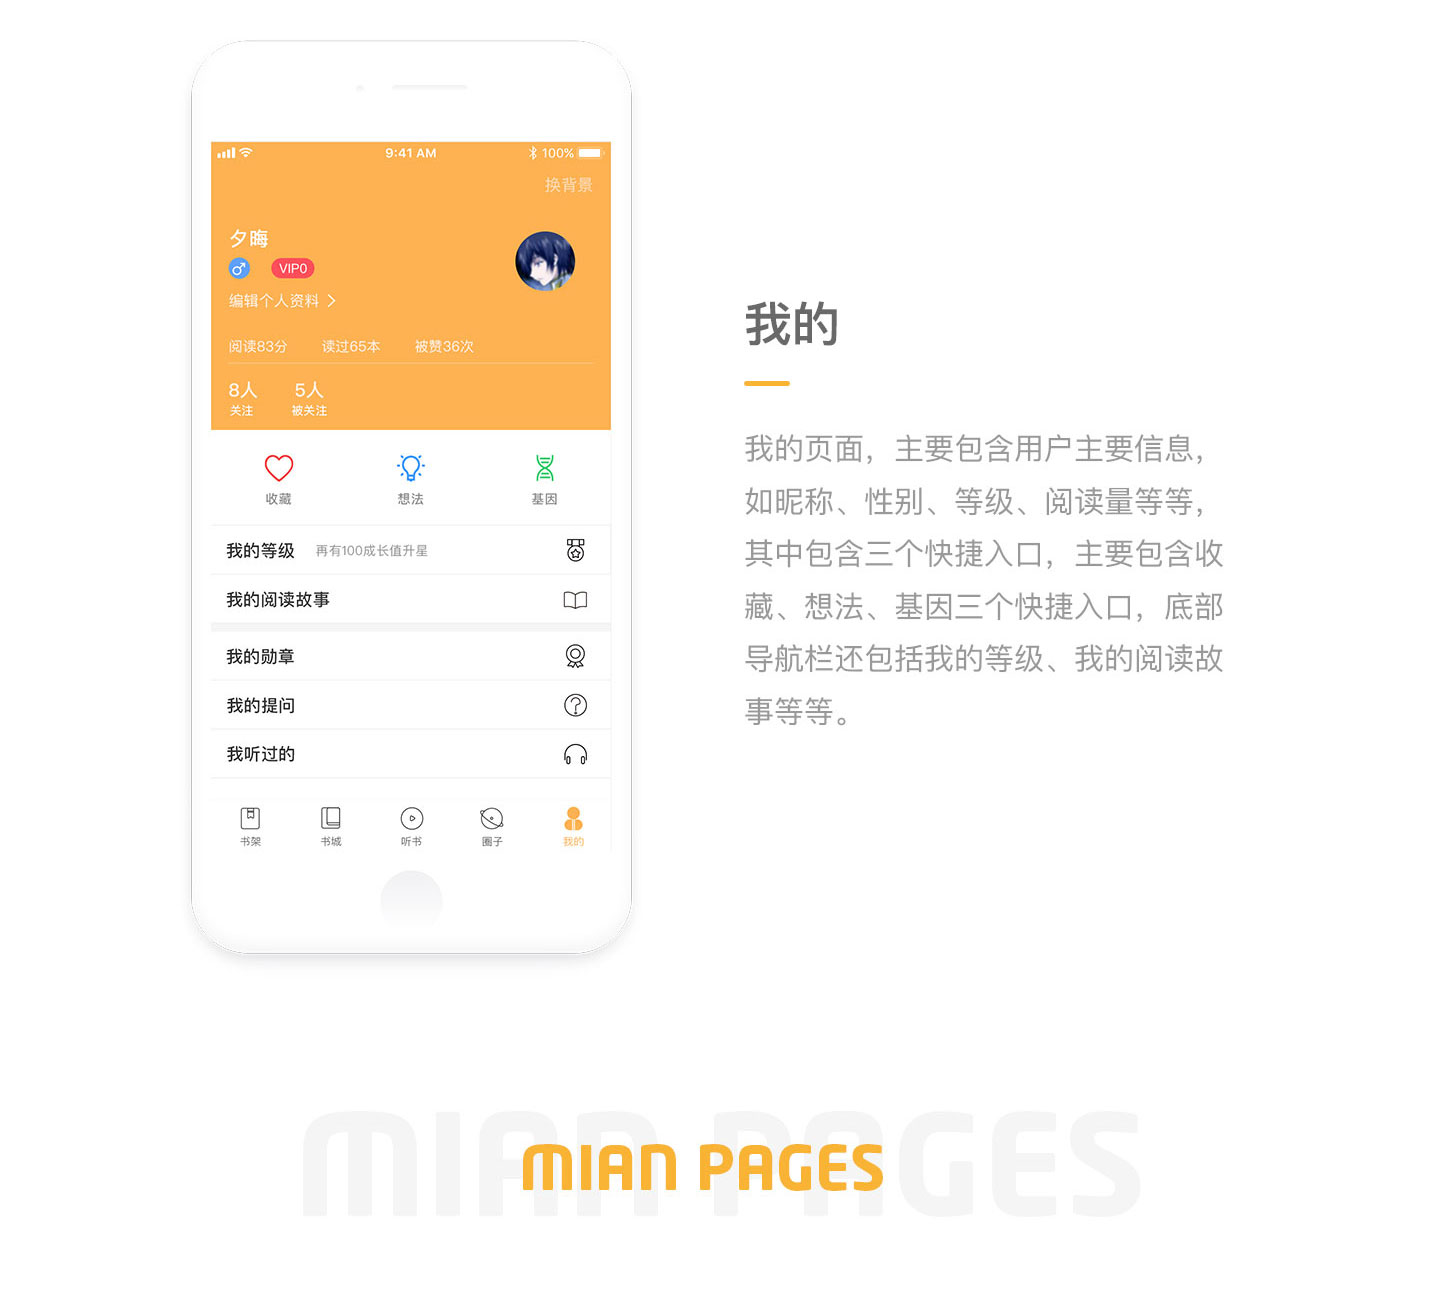 9:41 AM
100%
换背景
夕晦
VIP0
编辑个人资料
阅读83分 读过65本 被赞36次
8人 5人
关注 被关注
收藏 想法 基因
我的等级 再有100成长值升星
我的阅读故事
我的勋章
我的提问
我听过的
书架 书城 听书 圈子 我的
我的
我的页面，主要包含用户主要信息，
如昵称、性别、等级、阅读量等等，
其中包含三个快捷入口，主要包含收
藏、想法、基因三个快捷入口，底部
导航栏还包括我的等级、我的阅读故
事等等。
MIAN PAGES
MIAN PAGES